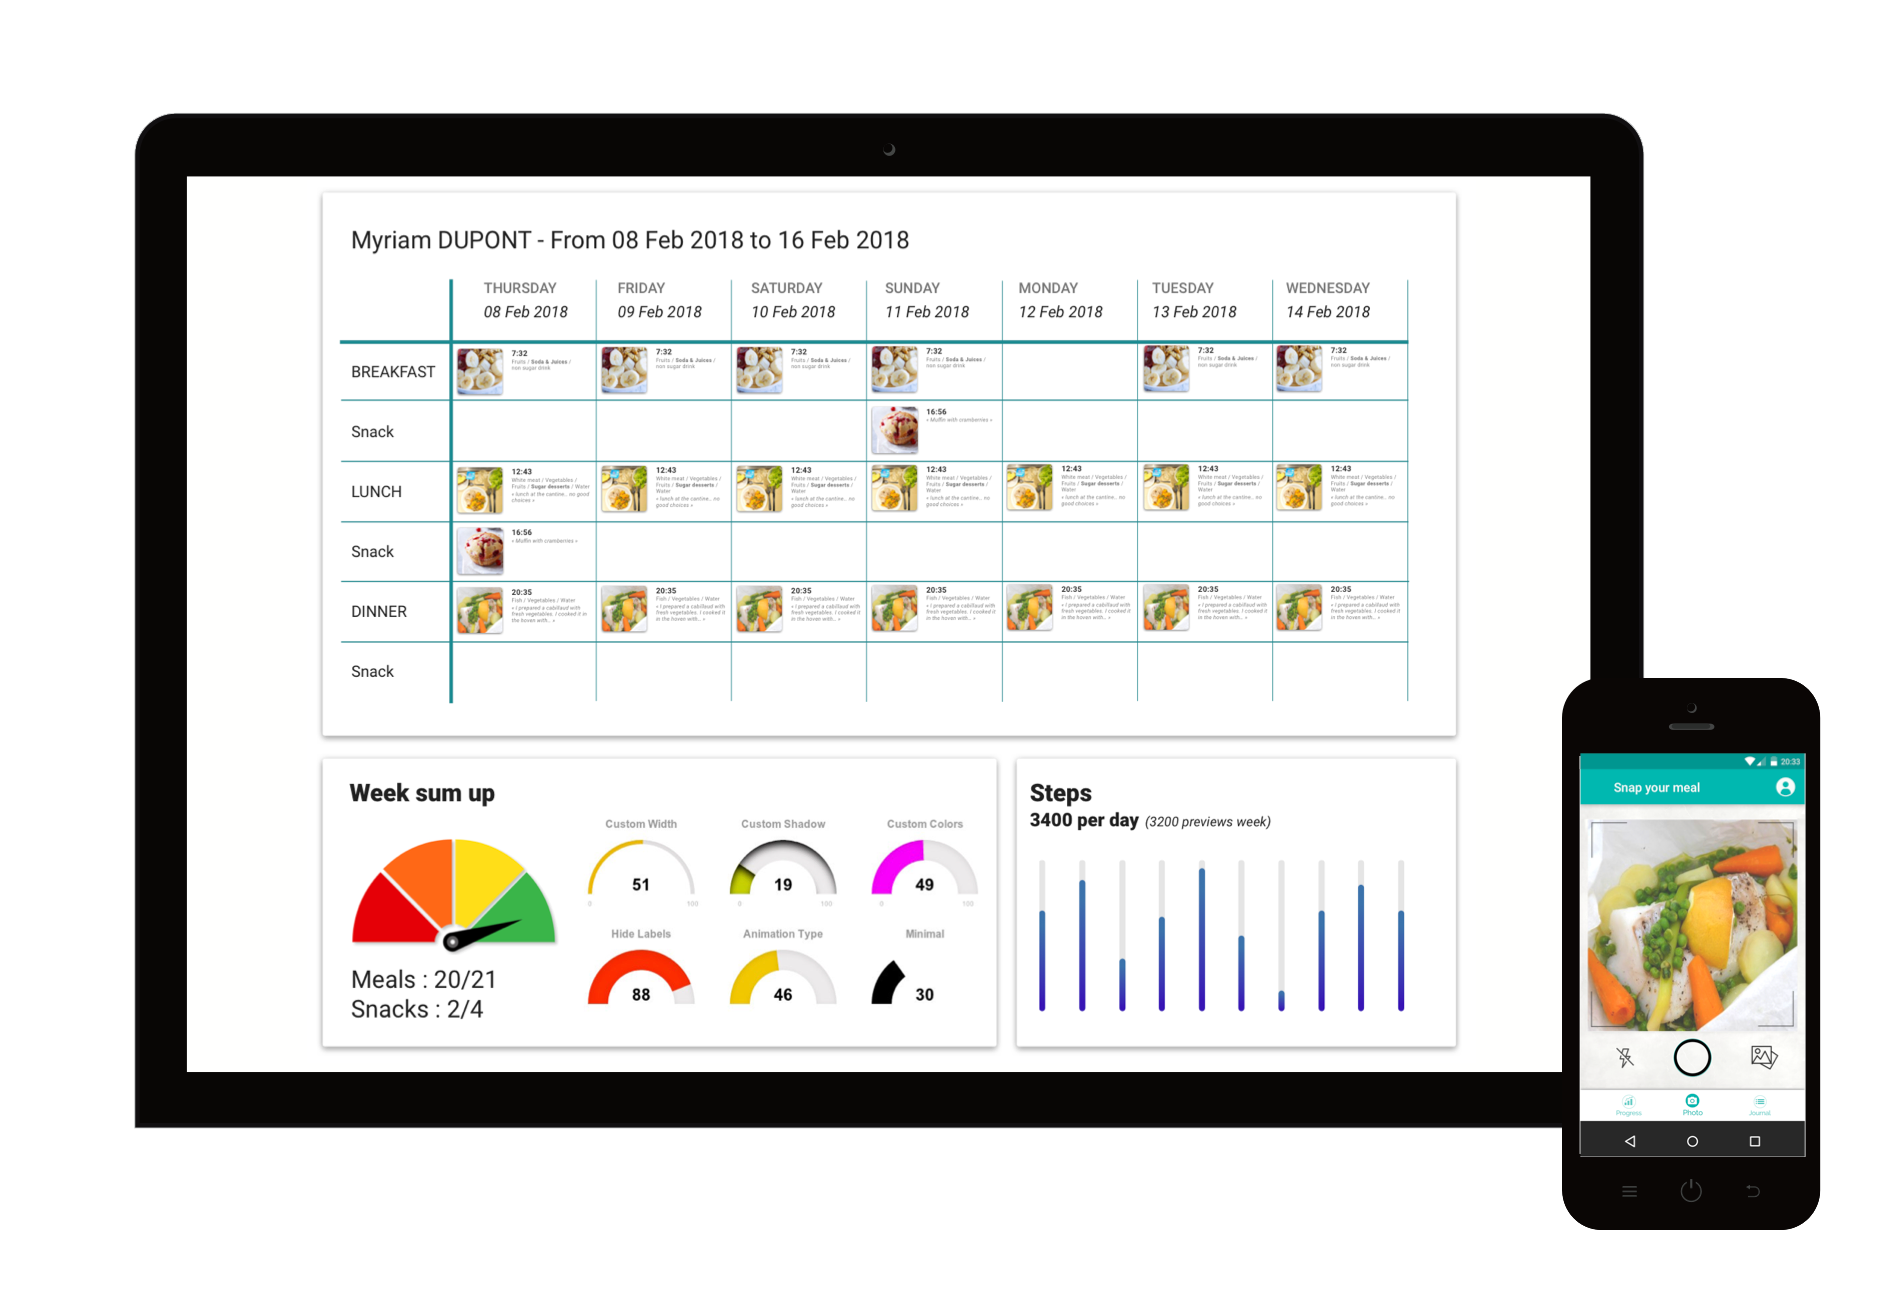 Myriam DUPONT - From 08 Feb 2018 to 16 Feb 2018
THURSDAY FRIDAY SATURDAY SUNDAY MONDAY TUESDAY WEDNESDAY
08 Feb 2018 09 Feb 2018 10 Feb 2018 11 Feb 2018 12 Feb 2018 13 Feb 2018 14 Feb 2018
BREAKFAST
7:32
Fruits / Soda & Juices /
non sugar drink
7:32
Fruits / Soda & Juices /
non sugar drink
7:32
Fruits / Soda & Juices /
non sugar drink
7:32
Fruits / Soda & Juices /
non sugar drink
7:32
Fruits / Soda & Juices /
non sugar drink
7:32
Fruits / Soda & Juices /
non sugar drink
Snack
16:56
« Muffin with cranberries »
LUNCH
12:43
White meat / Vegetables /
Fruits / Sugar desserts / Water
« lunch at the cantine.. no good
choices »
12:43
White meat / Vegetables /
Fruits / Sugar desserts /
Water
« lunch at the cantine.. no
good choices »
12:43
White meat / Vegetables /
Fruits / Sugar desserts /
Water
« lunch at the cantine.. no
good choices »
12:43
White meat / Vegetables /
Fruits / Sugar desserts /
Water
« lunch at the cantine.. no
good choices »
12:43
White meat / Vegetables /
Fruits / Sugar desserts /
Water
« lunch at the cantine.. no
good choices »
12:43
White meat / Vegetables /
Fruits / Sugar desserts /
Water
« lunch at the cantine.. no
good choices »
12:43
White meat / Vegetables /
Fruits / Sugar desserts /
Water
« lunch at the cantine.. no
good choices »
Snack
16:56
« Muffin with cranberries »
DINNER
20:35
Fish / Vegetables / Water
« I prepared a cabillaud with
fresh vegetables. I cooked it in
the hoven with... »
20:35
Fish / Vegetables / Water
« I prepared a cabillaud with
fresh vegetables. I cooked it
in the hoven with... »
20:35
Fish / Vegetables / Water
« I prepared a cabillaud with
fresh vegetables. I cooked it
in the hoven with... »
20:35
Fish / Vegetables / Water
« I prepared a cabillaud with
fresh vegetables. I cooked it
in the hoven with... »
20:35
Fish / Vegetables / Water
« I prepared a cabillaud with
fresh vegetables. I cooked it
in the hoven with... »
20:35
Fish / Vegetables / Water
« I prepared a cabillaud with
fresh vegetables. I cooked it
in the hoven with... »
20:35
Fish / Vegetables / Water
« I prepared a cabillaud with
fresh vegetables. I cooked it
in the hoven with... »
Snack
Week sum up
Meals : 20/21
Snacks : 2/4
Custom Width
51
0 100
Custom Shadow
19
0 100
Custom Colors
49
0 100
Hide Labels
88
Animation Type
46
Minimal
30
Steps
3400 per day (3200 previews week)
20:33
Snap your meal
Progress Photo Journal